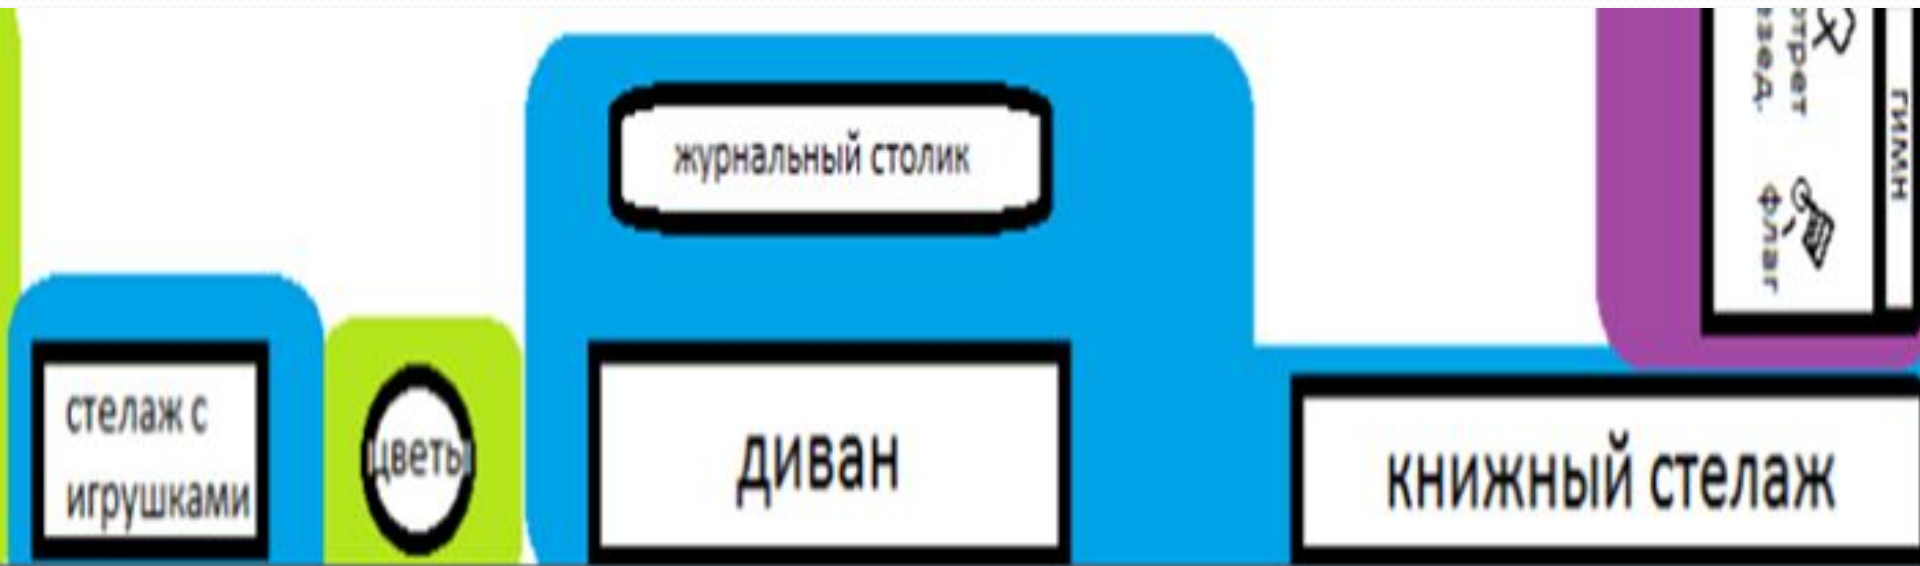 журнальный столик
стелаж с
игрушками
цветы
диван
книжный стелаж
гимн
флаг